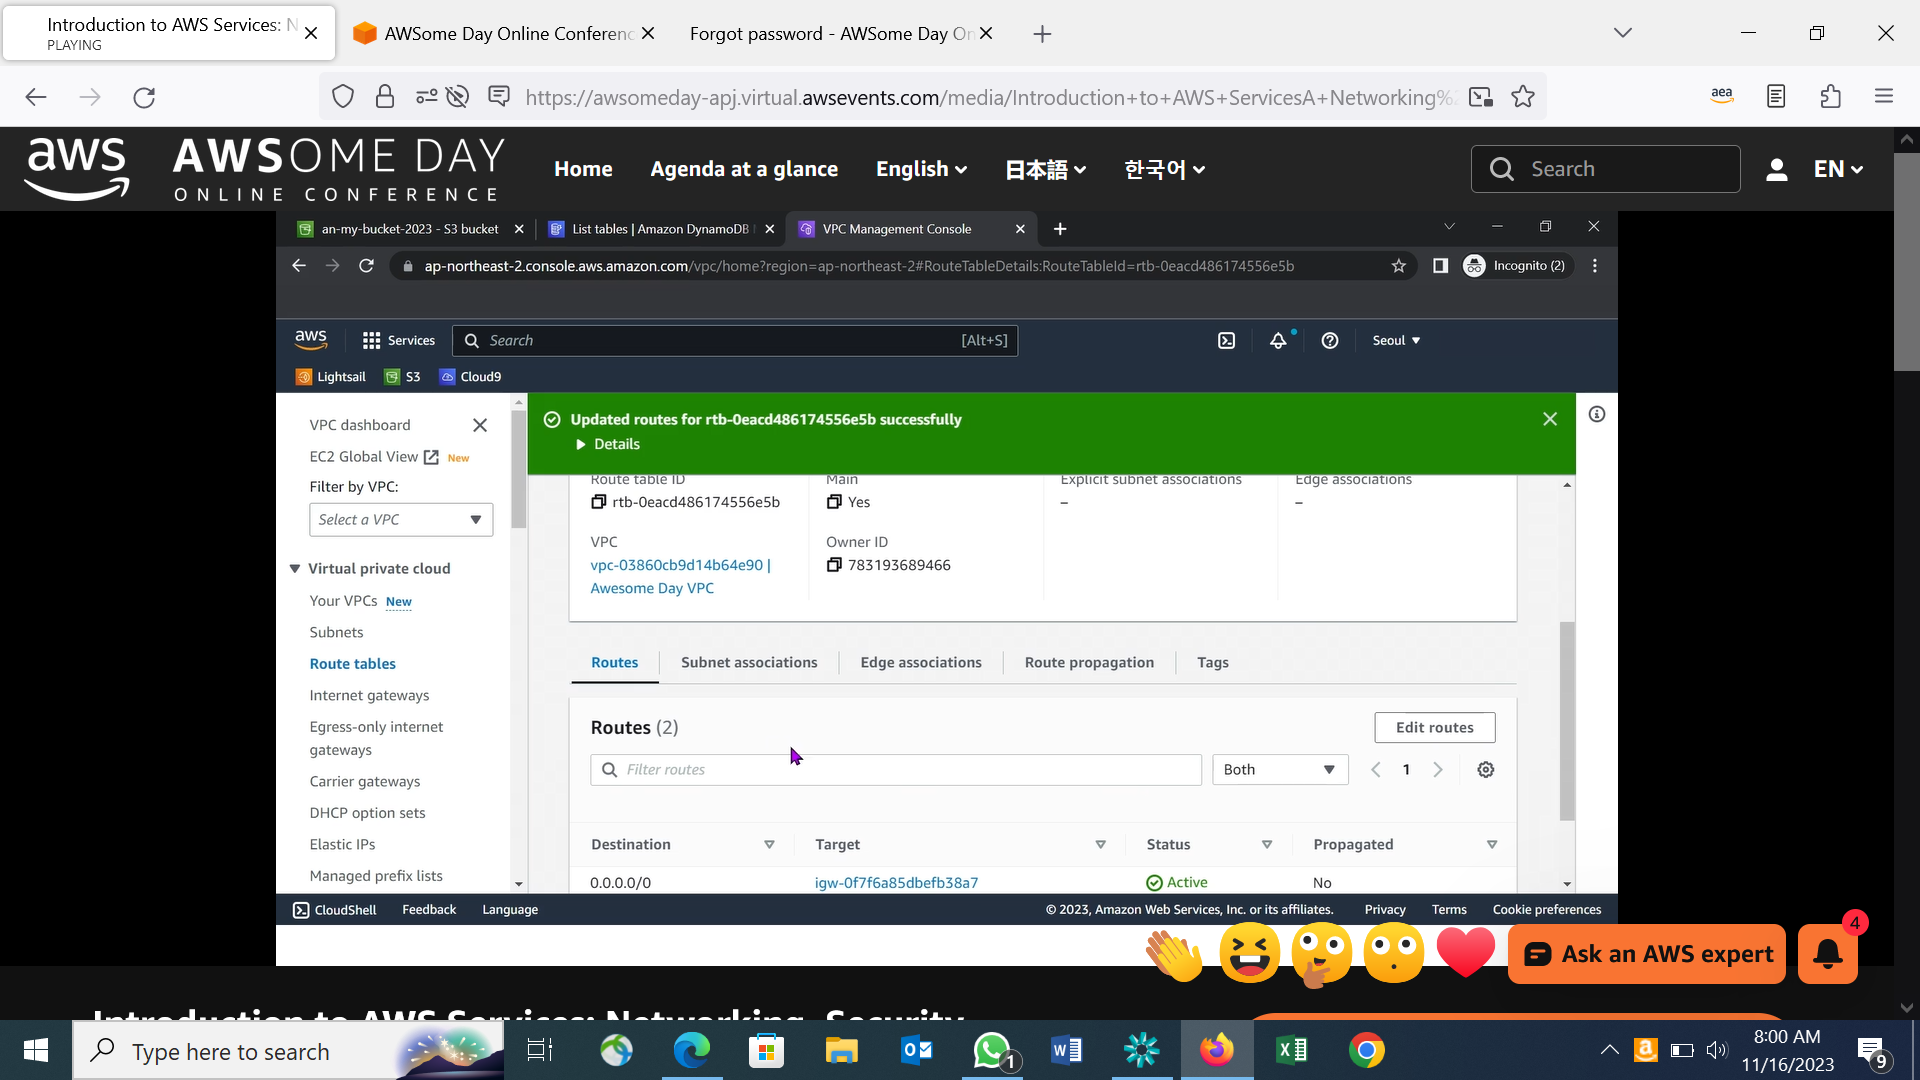 Introduction to AWS Services: N
PLAYING
AWSome Day Online Conferenc
Forgot password - AWSome Day On
https://awsomeday-apj.virtual.awsevents.com/media/Introduction+to+AWS+ServicesA+Networking%2
aea
aws
AWSOME DAY
ONLINE CONFERENCE
Home
Agenda at a glance
English
日本語
한국어
Search
EN
an-my-bucket-2023 - S3 bucket
List tables | Amazon DynamoDB
VPC Management Console
ap-northeast-2.console.aws.amazon.com/vpc/home?region=ap-northeast-2#RouteTableDetails:RouteTableId=rtb-0eacd486174556e5b
Incognito (2)
aws
Services
Search
[Alt+S]
Seoul
Lightsail
S3
Cloud9
VPC dashboard
EC2 Global View New
Filter by VPC:
Select a VPC
Virtual private cloud
Your VPCs New
Subnets
Route tables
Internet gateways
Egress-only internet
gateways
Carrier gateways
DHCP option sets
Elastic IPs
Managed prefix lists
Updated routes for rtb-0eacd486174556e5b successfully
Details
Route table ID
rtb-0eacd486174556e5b
Main
Yes
Explicit subnet associations
–
Edge associations
–
VPC
vpc-03860cb9d14b64e90 |
Awesome Day VPC
Owner ID
783193689466
Routes
Subnet associations
Edge associations
Route propagation
Tags
Routes (2)
Edit routes
Filter routes
Both
1
Destination
Target
Status
Propagated
0.0.0.0/0
igw-0f7f6a85dbefb38a7
Active
No
CloudShell
Feedback
Language
© 2023, Amazon Web Services, Inc. or its affiliates.
Privacy
Terms
Cookie preferences
Ask an AWS expert
4
Introduction to AWS Services: Networking, Security
Type here to search
1
8:00 AM
11/16/2023
9